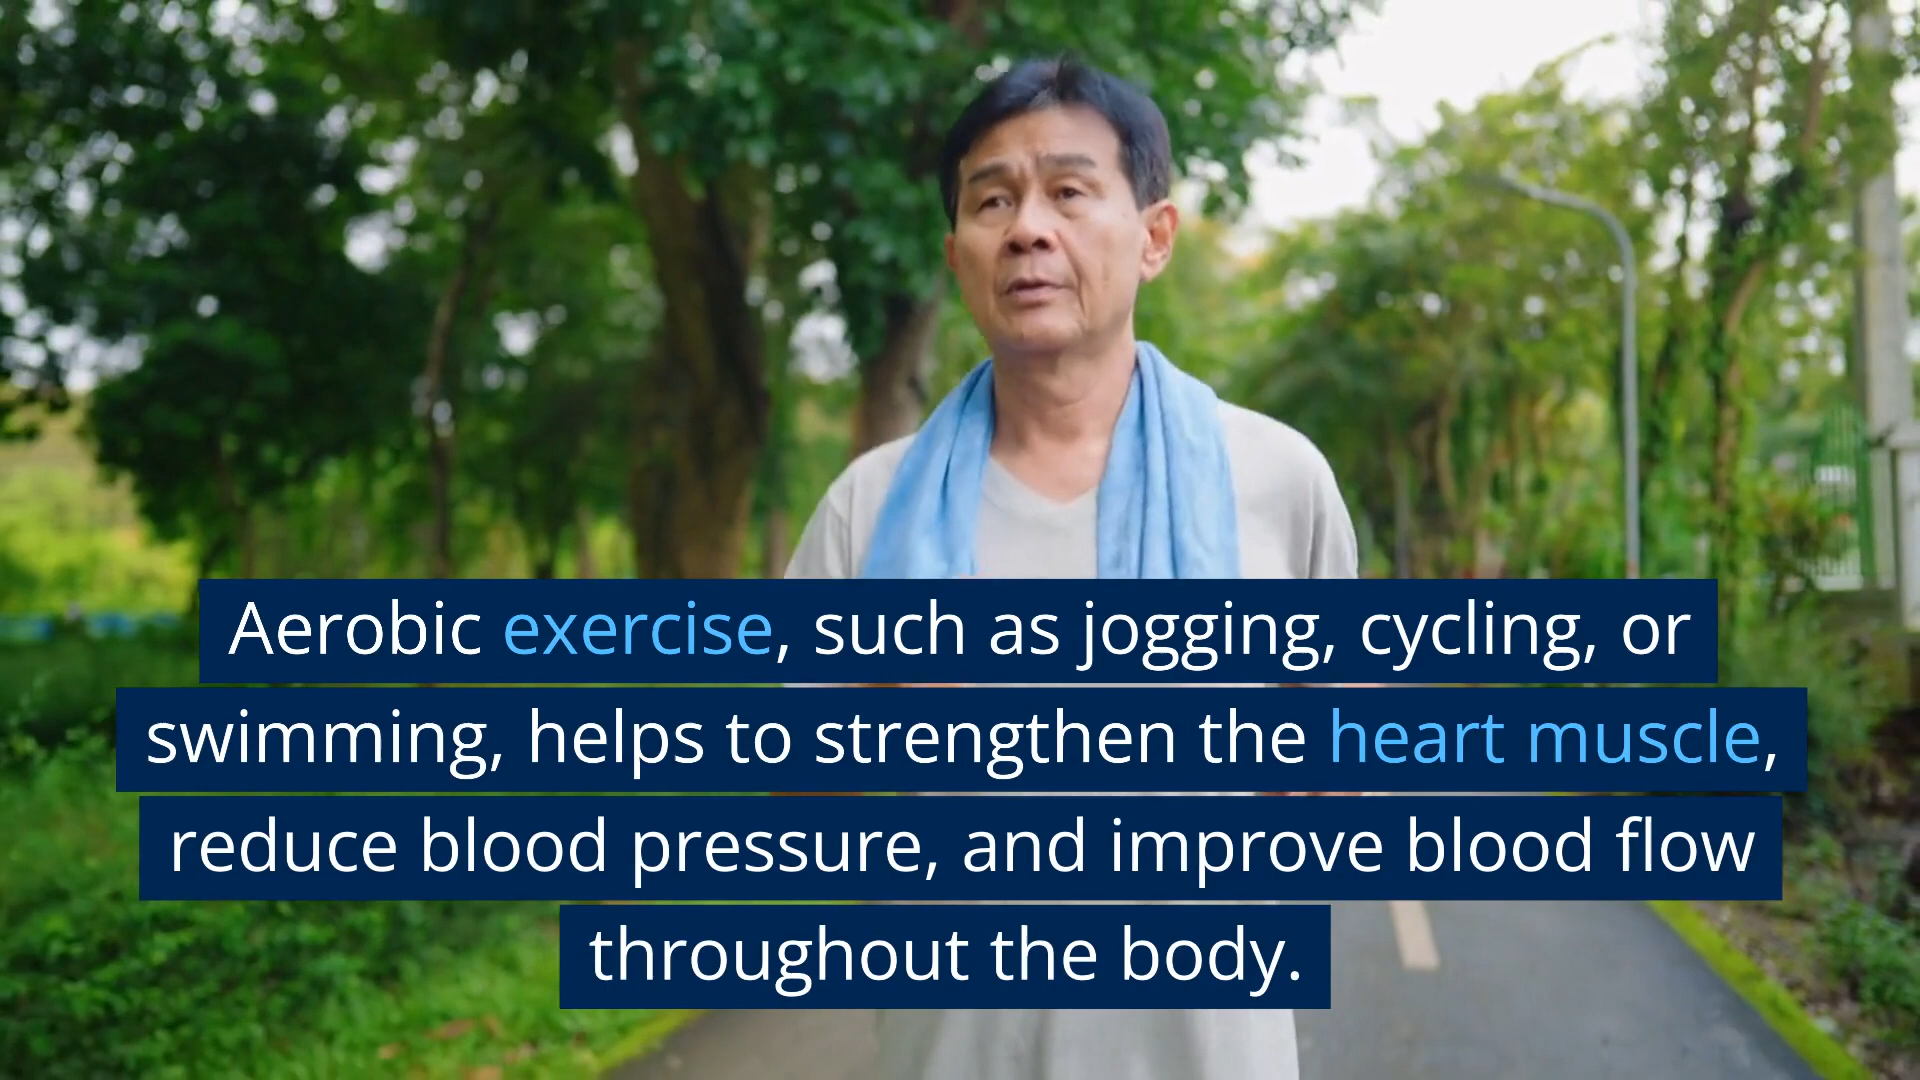 Aerobic exercise, such as jogging, cycling, or
swimming, helps to strengthen the heart muscle,
reduce blood pressure, and improve blood flow
throughout the body.